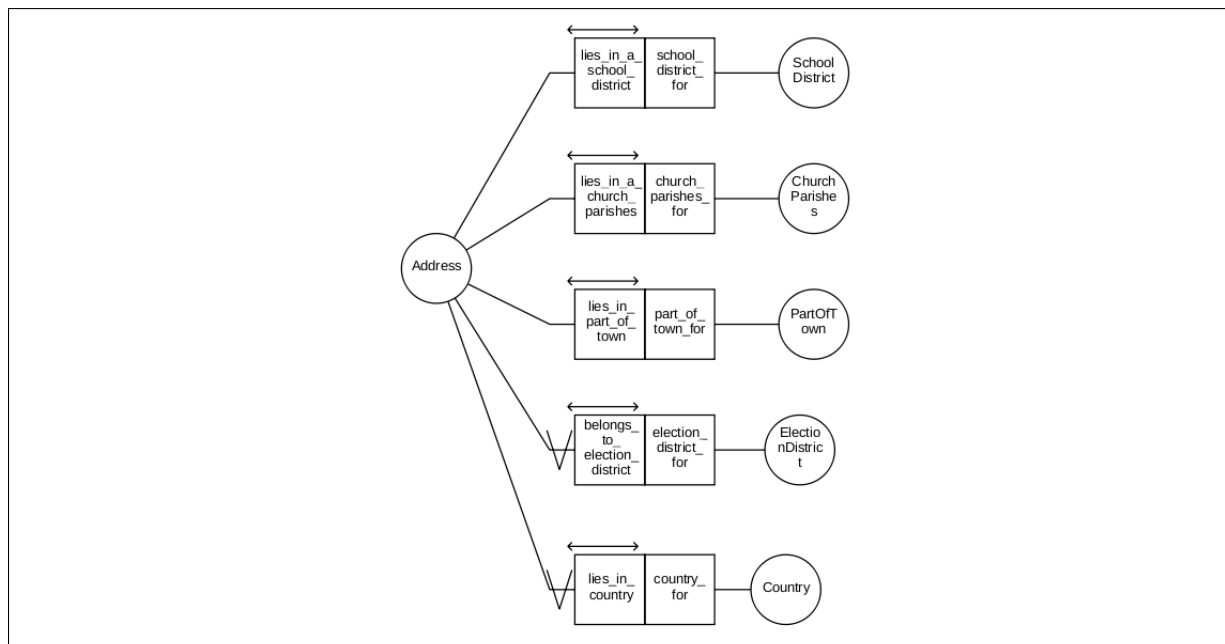 lies_in_a_
school_
district
school_
district_
for
School
District
lies_in_a_
church_
parishes
church_
parishes_
for
Church
Parishe
s
Address
lies_in_
part_of_
town
part_of_
town_for
PartOfT
own
belongs_
to_
election_
district
election_
district_
for
Electio
nDistric
t
lies_in_
country
country_
for
Country